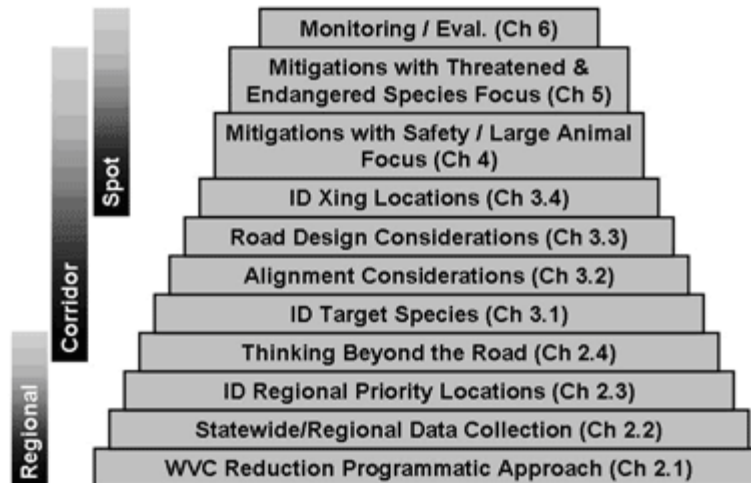 Monitoring / Eval. (Ch 6)
Mitigations with Threatened &
Endangered Species Focus (Ch 5)
Mitigations with Safety / Large Animal
Focus (Ch 4)
ID Xing Locations (Ch 3.4)
Road Design Considerations (Ch 3.3)
Alignment Considerations (Ch 3.2)
ID Target Species (Ch 3.1)
Thinking Beyond the Road (Ch 2.4)
ID Regional Priority Locations (Ch 2.3)
Statewide/Regional Data Collection (Ch 2.2)
WVC Reduction Programmatic Approach (Ch 2.1)
Spot
Corridor
Regional